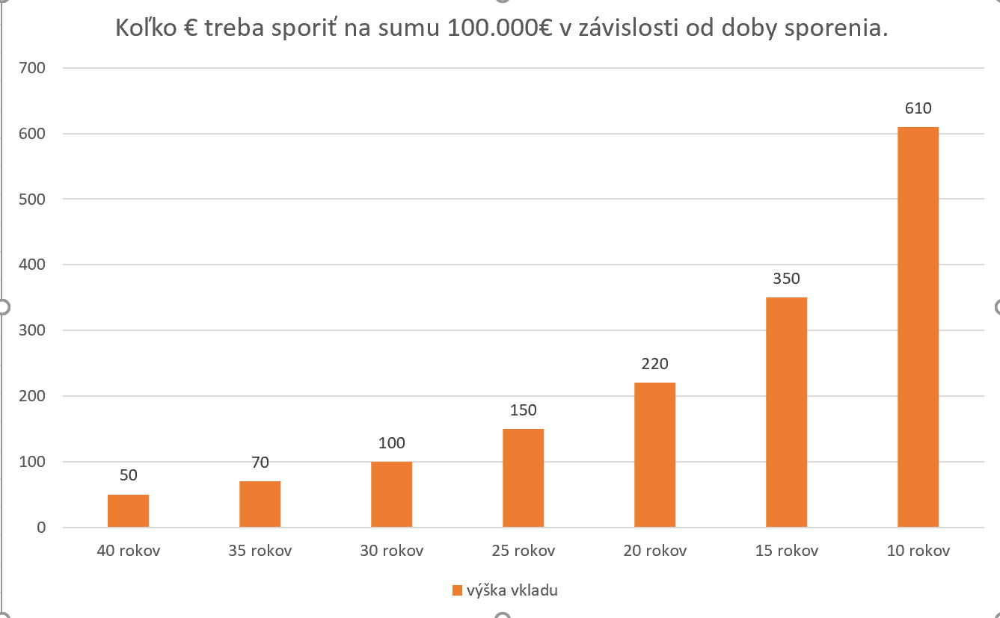 Koľko € treba sporiť na sumu 100.000€ v závislosti od doby sporenia.
700
600
500
400
300
200
100
0
50
70
100
150
220
350
610
40 rokov
35 rokov
30 rokov
25 rokov
20 rokov
15 rokov
10 rokov
výška vkladu